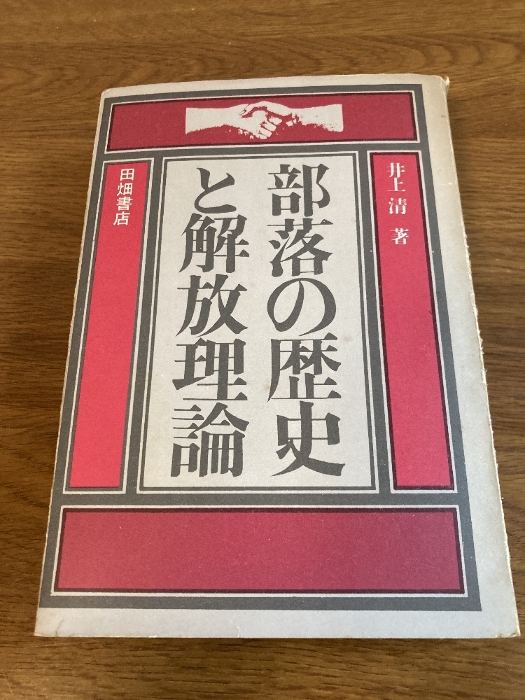 井上 清 著
部落の歴史
と解放理論
田畑書店